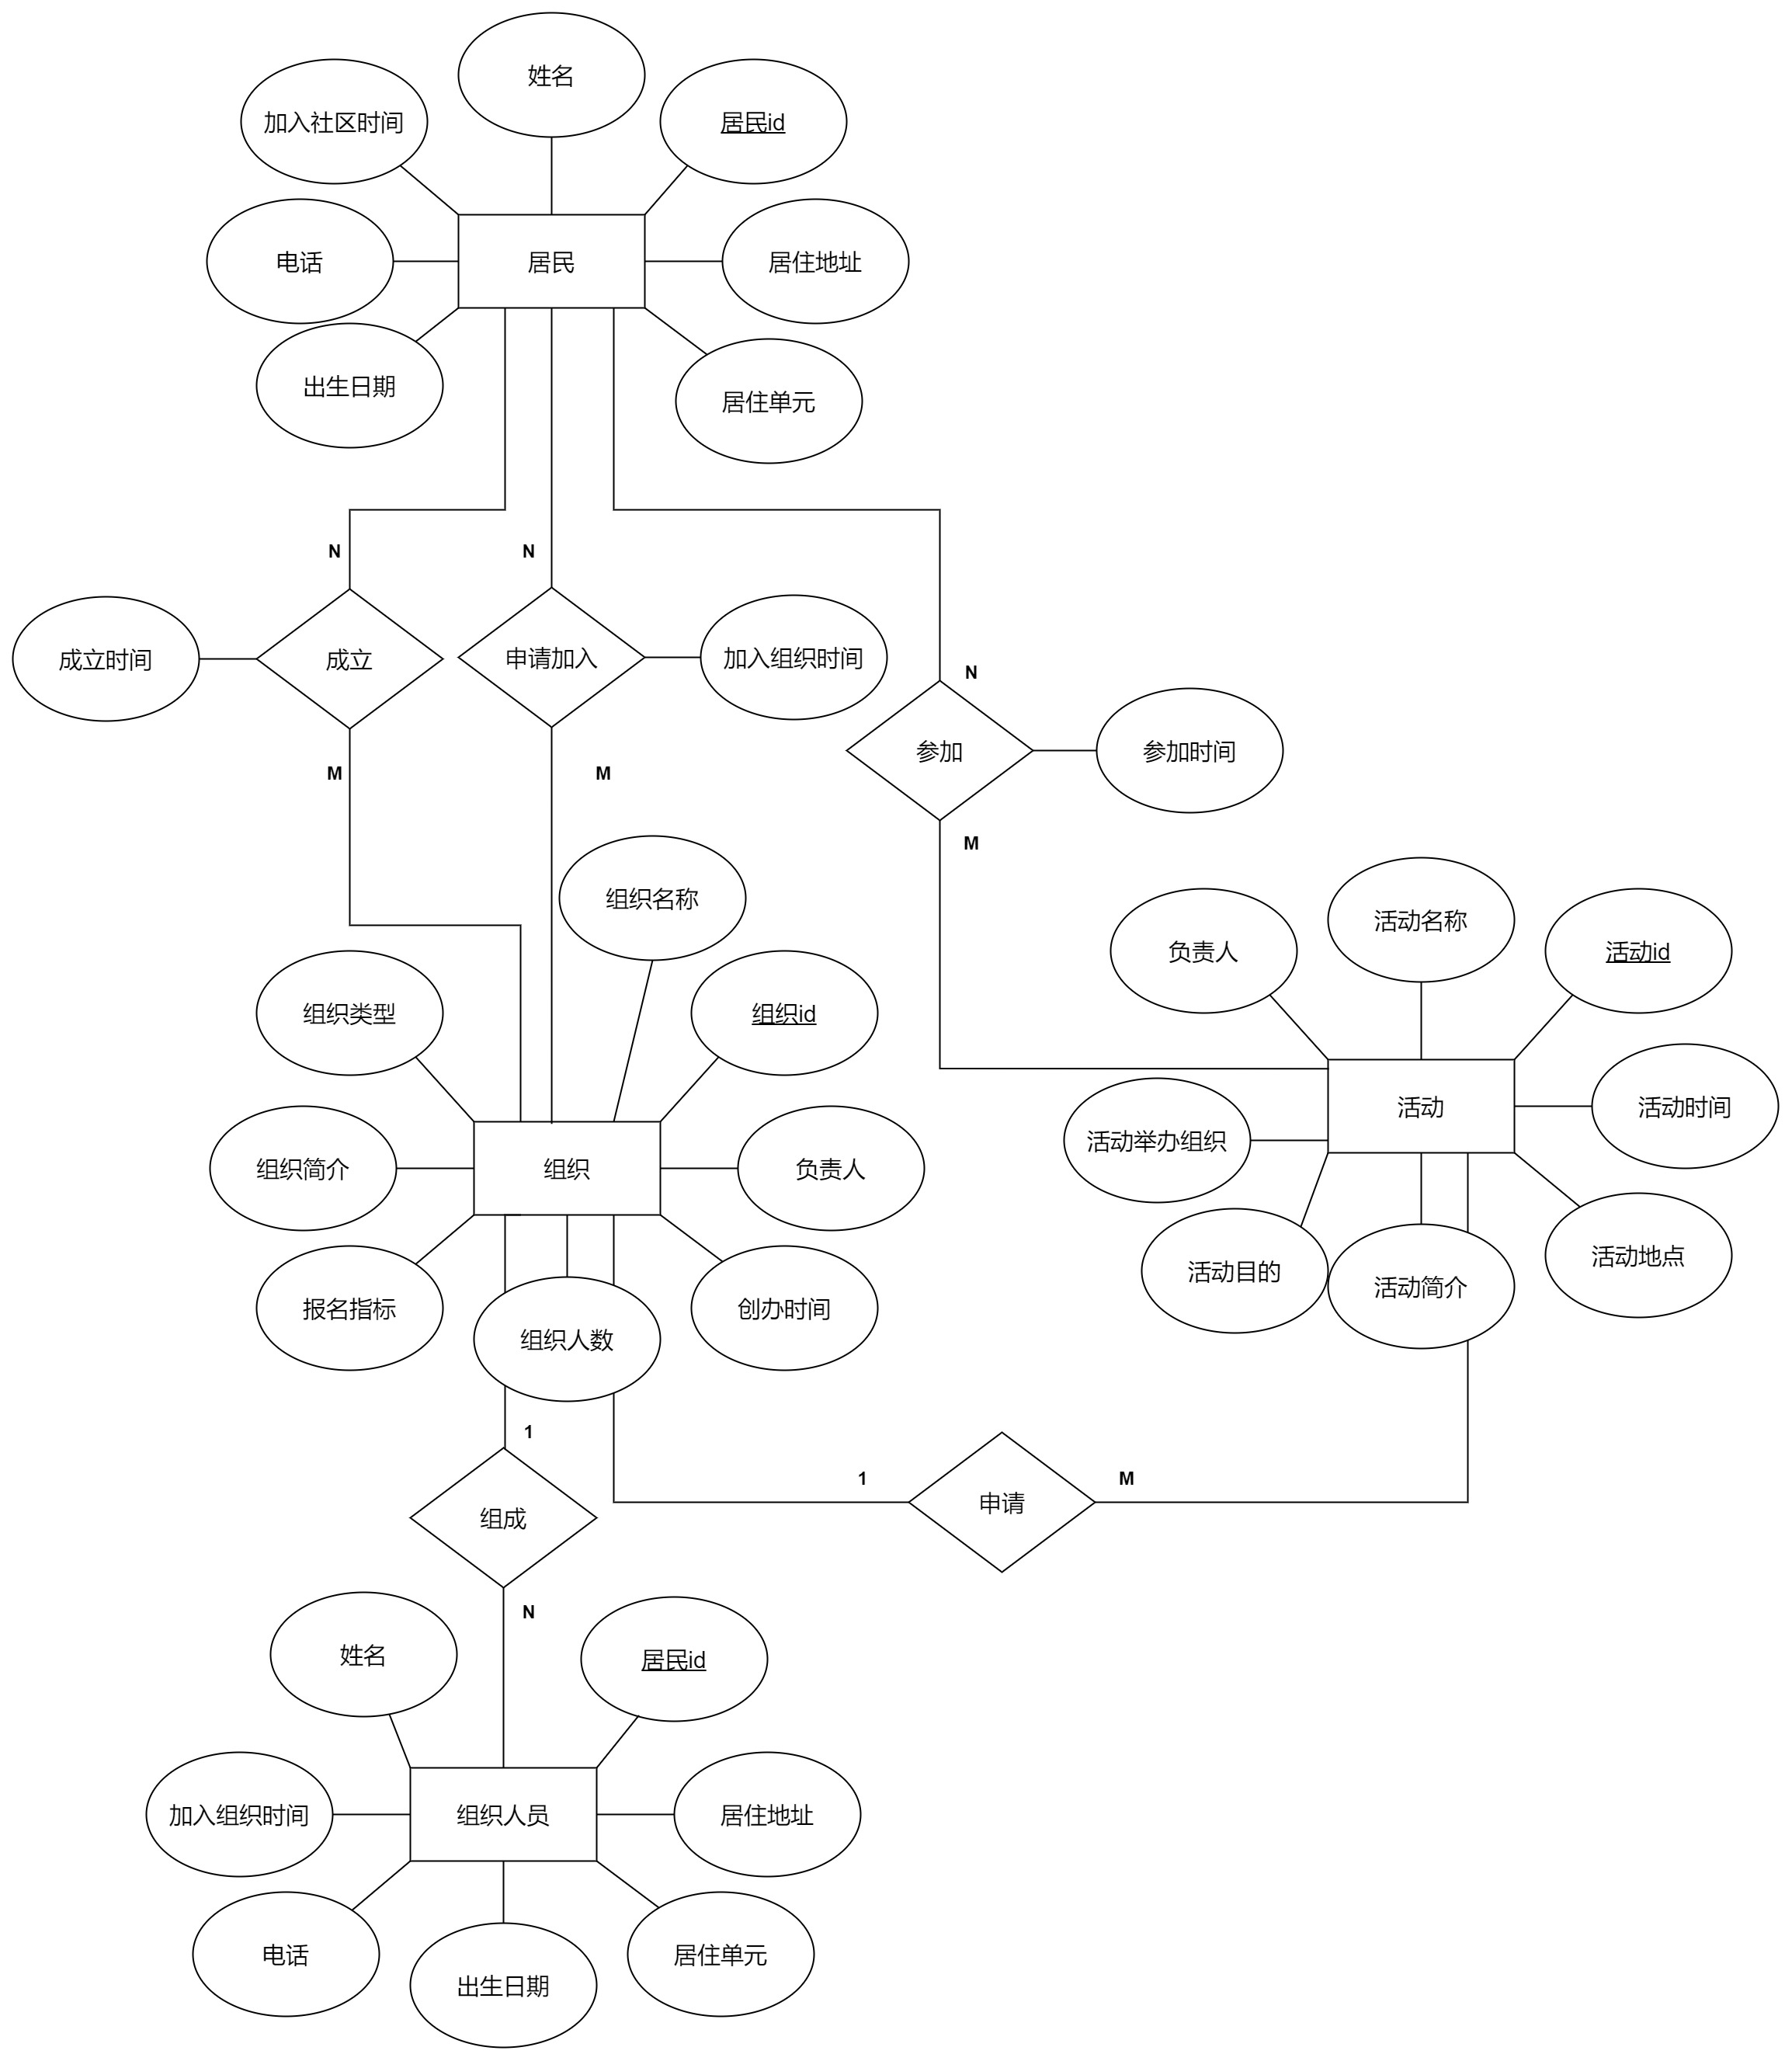 姓名
加入社区时间
居民id
电话
居民
居住地址
出生日期
居住单元
N
N
成立时间
成立
申请加入
加入组织时间
N
参加
参加时间
M
M
M
组织名称
负责人
活动名称
活动id
组织类型
组织id
活动
活动时间
活动举办组织
组织简介
组织
负责人
活动目的
活动简介
活动地点
报名指标
组织人数
创办时间
1
1
M
申请
组成
N
姓名
居民id
加入组织时间
组织人员
居住地址
电话
出生日期
居住单元